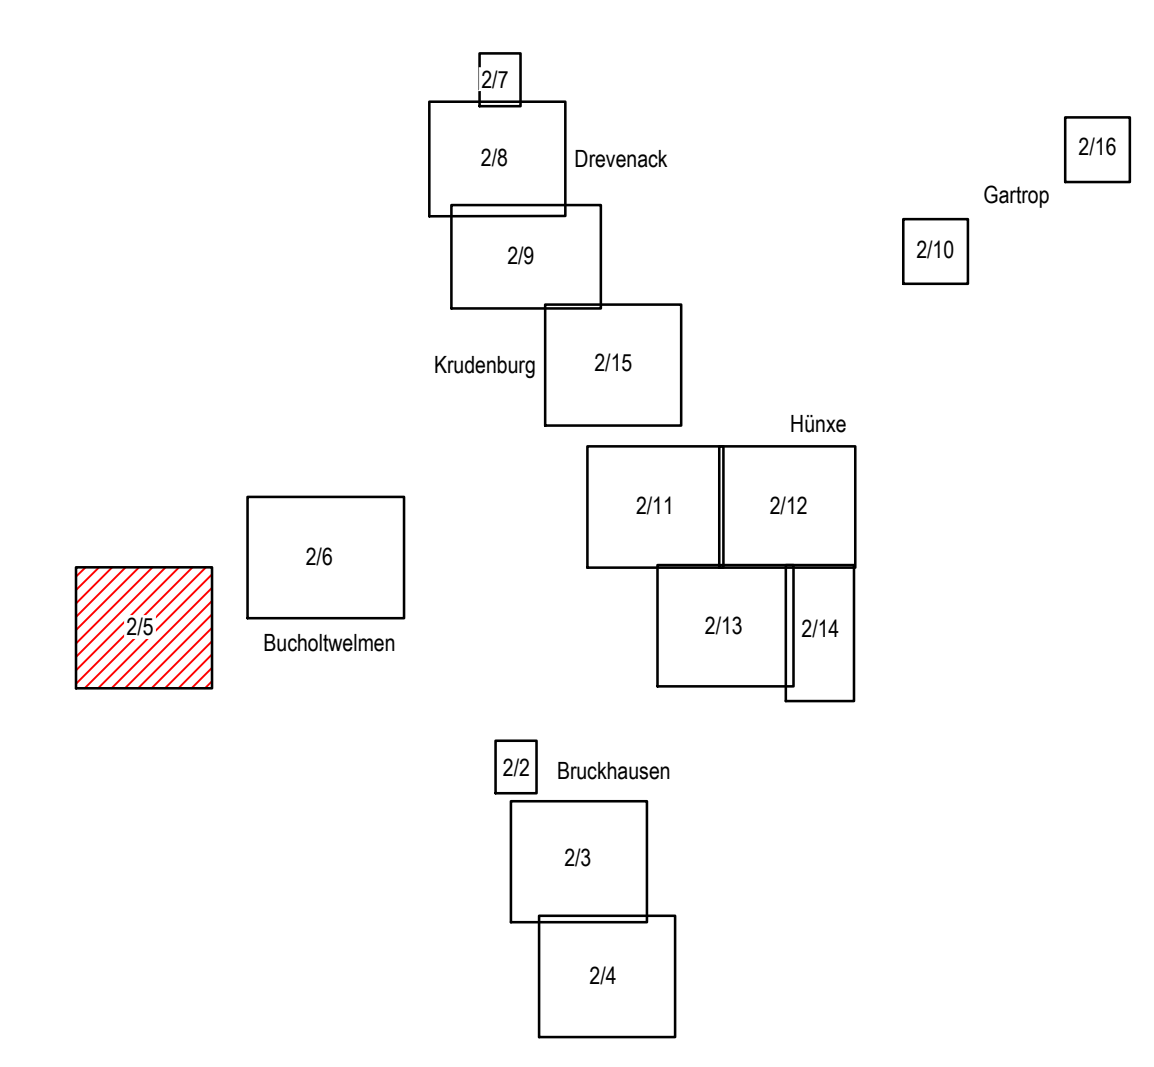 2/7
2/8
Drevenack
2/16
Gartrop
2/9
2/10
Krudenburg
2/15
Hünxe
2/11
2/12
2/6
2/5
Bucholtwelmen
2/13
2/14
2/2
Bruckhausen
2/3
2/4